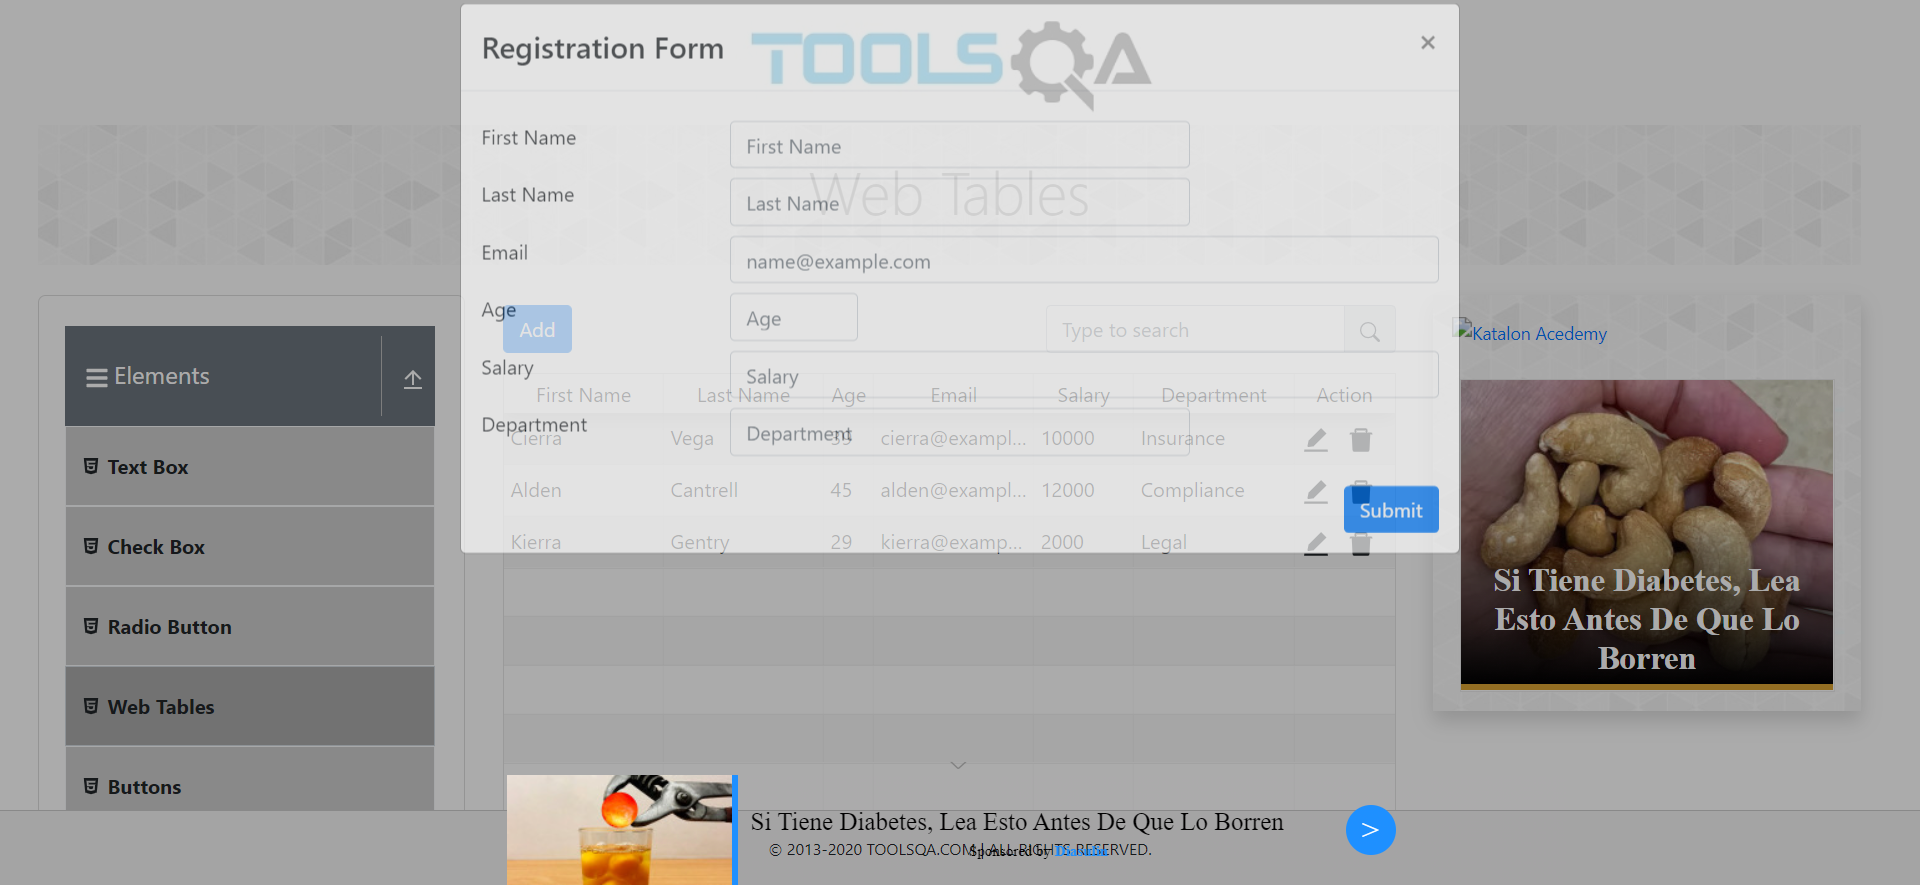 Registration Form
TOOLSQA
×
First Name
First Name
Last Name
Last Name
Web Tables
Email
name@example.com
Age
Age
Add
Type to search
Salary
Salary
First Name Last Name Age Email Salary Department Action
Department
Department
Cierra Vega cierra@exampl... 10000 Insurance
Alden Cantrell 45 alden@exampl... 12000 Compliance
Submit
Kierra Gentry 29 kierra@examp... 2000 Legal
Elements
Text Box
Check Box
Radio Button
Web Tables
Buttons
Katalon Acedemy
Si Tiene Diabetes, Lea
Esto Antes De Que Lo
Borren
Si Tiene Diabetes, Lea Esto Antes De Que Lo Borren
>
© 2013-2020 TOOLSQA.COM | ALL RIGHTS RESERVED.
Sponsored by